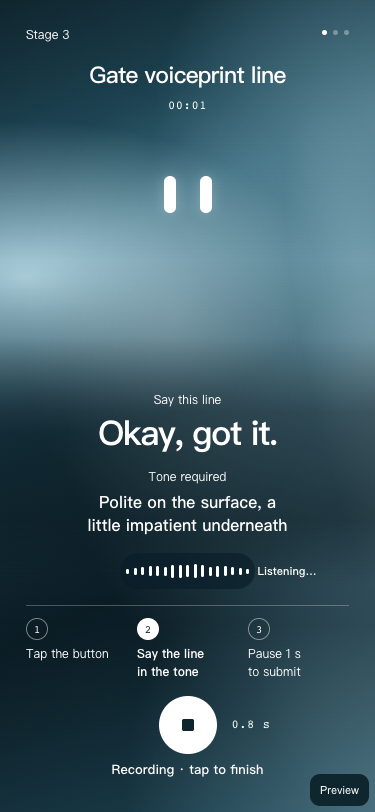 Stage 3
Gate voiceprint line
00:01
Say this line
Okay, got it.
Tone required
Polite on the surface, a
little impatient underneath
Listening...
1
2
3
Tap the button
Say the line
in the tone
Pause 1 s
to submit
0.8 s
Recording · tap to finish
Preview